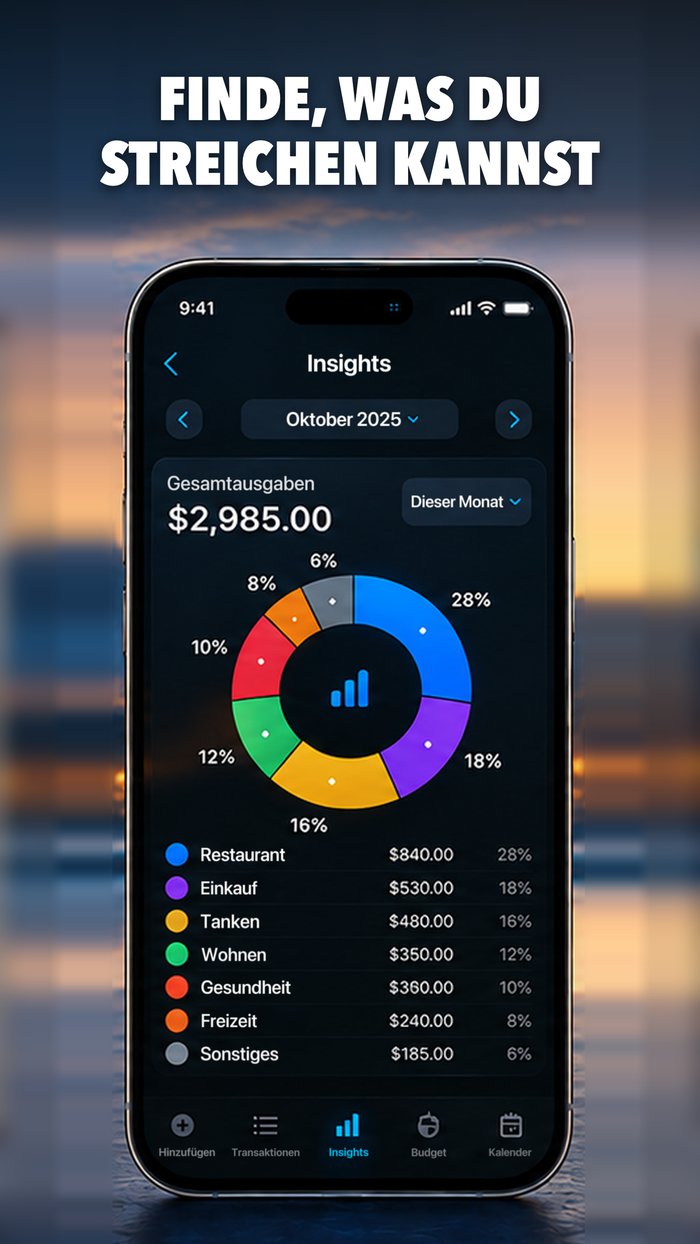 FINDE, WAS DU
STREICHEN KANNST
9:41
Insights
Oktober 2025
Gesamtausgaben
$2,985.00
Dieser Monat
6%
8%
28%
10%
12%
18%
16%
Restaurant $840.00 28%
Einkauf $530.00 18%
Tanken $480.00 16%
Wohnen $350.00 12%
Gesundheit $360.00 10%
Freizeit $240.00 8%
Sonstiges $185.00 6%
Hinzufügen Transaktionen Insights Budget Kalender